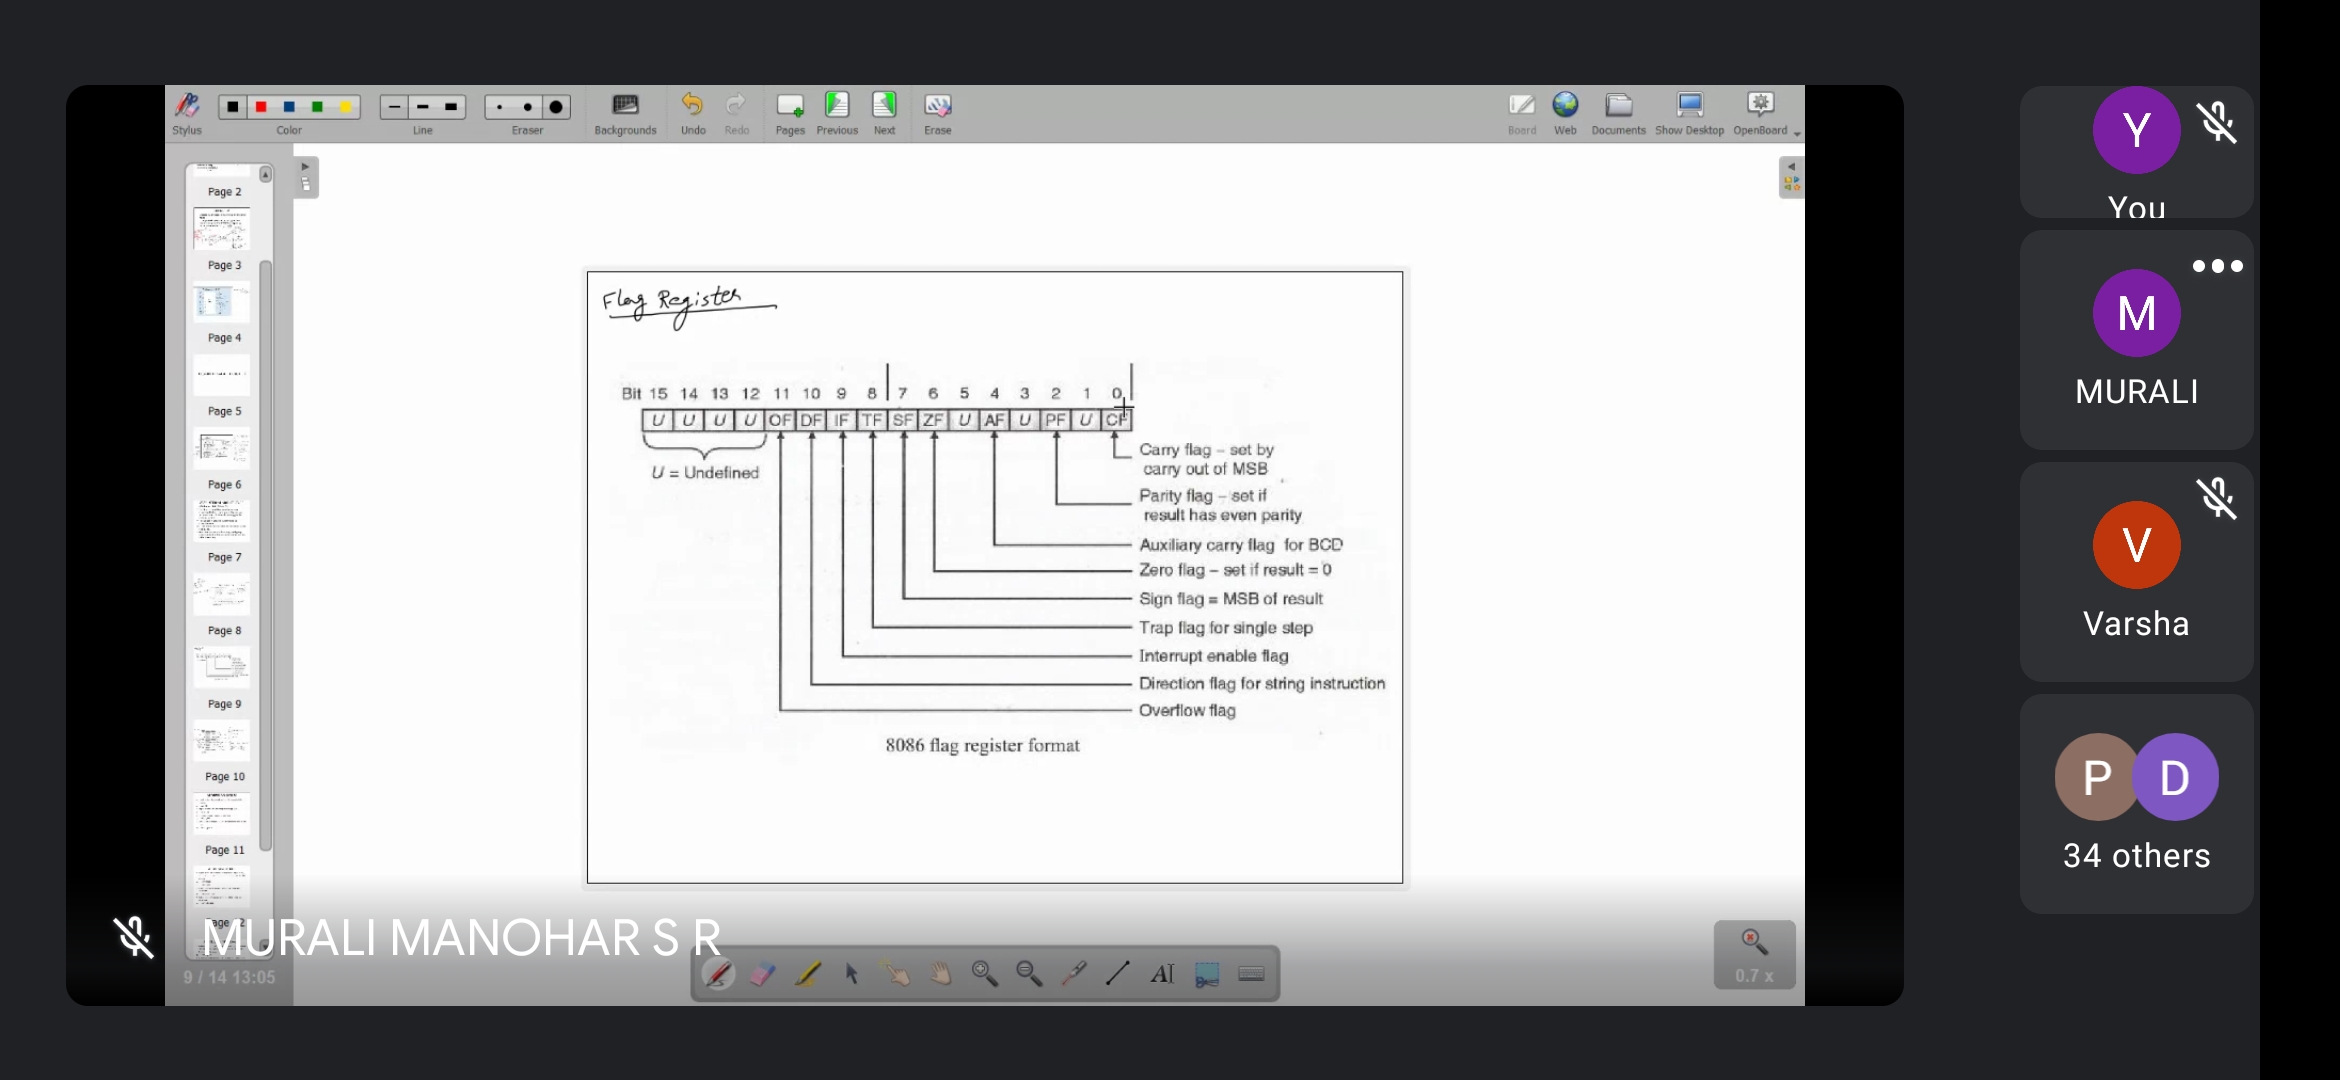 Stylus
Color
Line
Eraser
Backgrounds
Undo
Redo
Pages
Previous
Next
Erase
Board
Web
Documents
Show Desktop
OpenBoard
Page 2
Page 3
Page 4
Page 5
Page 6
Page 7
Page 8
Page 9
Page 10
Page 11
9 / 14 13:05
Flag Register
Bit 15 14 13 12 11 10 9 8 7 6 5 4 3 2 1 0
U U U U OF DF IF TF SF ZF U AF U PF U CF
U = Undefined
Carry flag – set by
carry out of MSB
Parity flag – set if
result has even parity
Auxiliary carry flag for BCD
Zero flag – set if result = 0
Sign flag = MSB of result
Trap flag for single step
Interrupt enable flag
Direction flag for string instruction
Overflow flag
8086 flag register format
MURALI MANOHAR S R
0.7 x
Y
You
M
MURALI
V
Varsha
P D
34 others